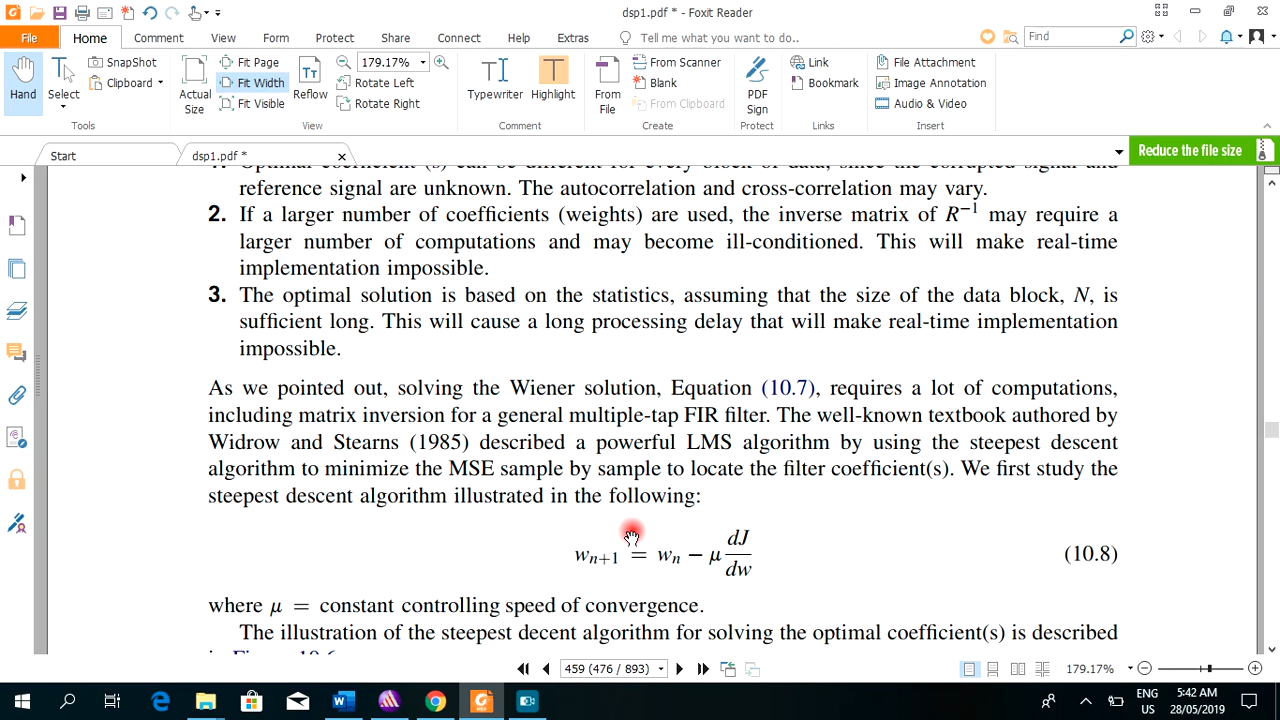 dsp1.pdf * - Foxit Reader
File Home Comment View Form Protect Share Connect Help Extras Tell me what you want to do.. Find
Hand
Select
SnapShot
Clipboard
Tools
Actual Size
Fit Page
Fit Width
Fit Visible
Reflow
179.17%
Rotate Left
Rotate Right
View
Typewriter
Highlight
Comment
From File
From Scanner
Blank
From Clipboard
Create
PDF Sign
Protect
Link
Bookmark
Links
File Attachment
Image Annotation
Audio & Video
Insert
Start dsp1.pdf * Reduce the file size
reference signal are unknown. The autocorrelation and cross-correlation may vary.
2. If a larger number of coefficients (weights) are used, the inverse matrix of R⁻¹ may require a
larger number of computations and may become ill-conditioned. This will make real-time
implementation impossible.
3. The optimal solution is based on the statistics, assuming that the size of the data block, N, is
sufficient long. This will cause a long processing delay that will make real-time implementation
impossible.
As we pointed out, solving the Wiener solution, Equation (10.7), requires a lot of computations,
including matrix inversion for a general multiple-tap FIR filter. The well-known textbook authored by
Widrow and Stearns (1985) described a powerful LMS algorithm by using the steepest descent
algorithm to minimize the MSE sample by sample to locate the filter coefficient(s). We first study the
steepest descent algorithm illustrated in the following:
wₙ₊₁ = wₙ − μ dJ/dw (10.8)
where μ = constant controlling speed of convergence.
The illustration of the steepest decent algorithm for solving the optimal coefficient(s) is described
459 (476 / 893) 179.17%
ENG US
5:42 AM
28/05/2019